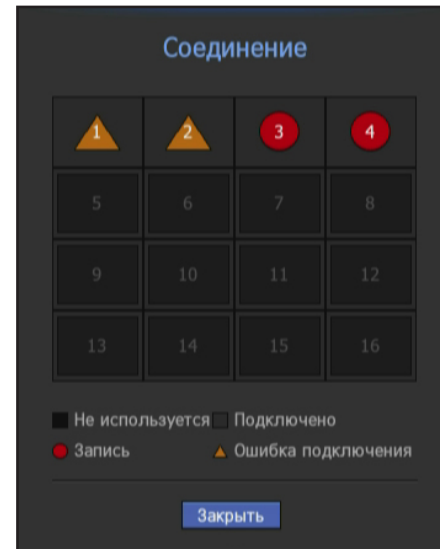 Соединение
1 2 3 4
5 6 7 8
9 10 11 12
13 14 15 16
Не используется Подключено
Запись Ошибка подключения
Закрыть